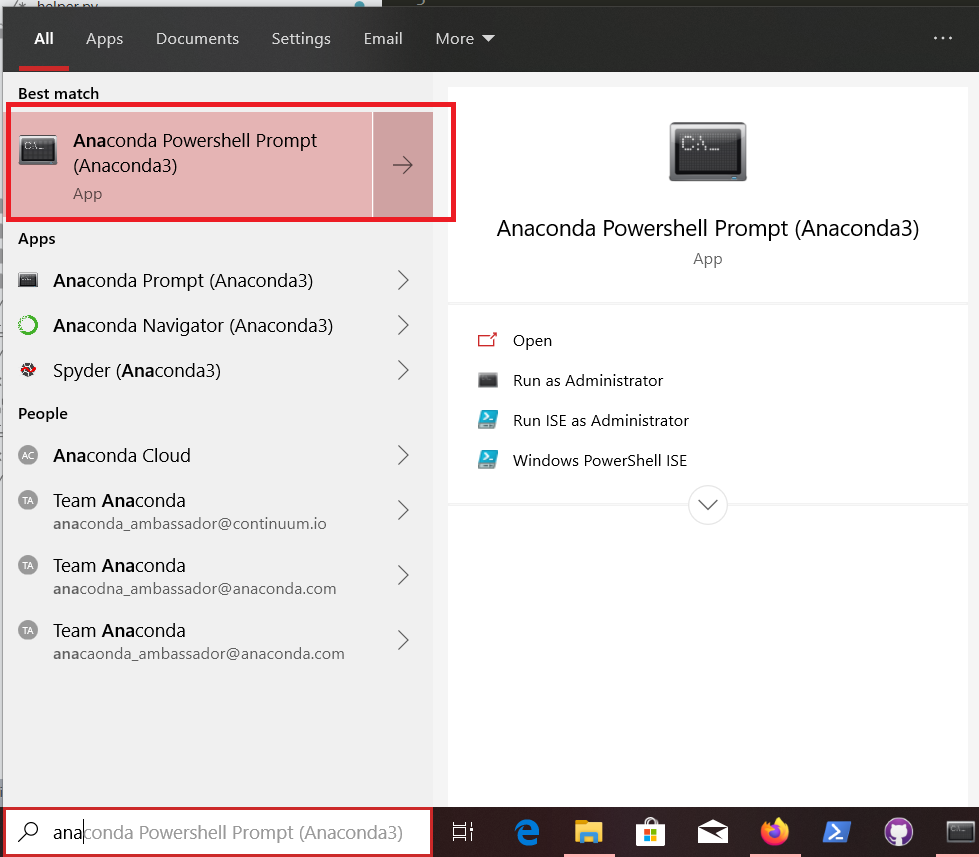 helper.py
All Apps Documents Settings Email More ...
Best match
Anaconda Powershell Prompt
(Anaconda3)
App
Apps
Anaconda Prompt (Anaconda3)
Anaconda Navigator (Anaconda3)
Spyder (Anaconda3)
People
AC Anaconda Cloud
TA Team Anaconda
anaconda_ambassador@continuum.io
TA Team Anaconda
anacodna_ambassador@anaconda.com
TA Team Anaconda
anacaonda_ambassador@anaconda.com
C:\_
Anaconda Powershell Prompt (Anaconda3)
App
Open
Run as Administrator
Run ISE as Administrator
Windows PowerShell ISE
anaconda Powershell Prompt (Anaconda3)